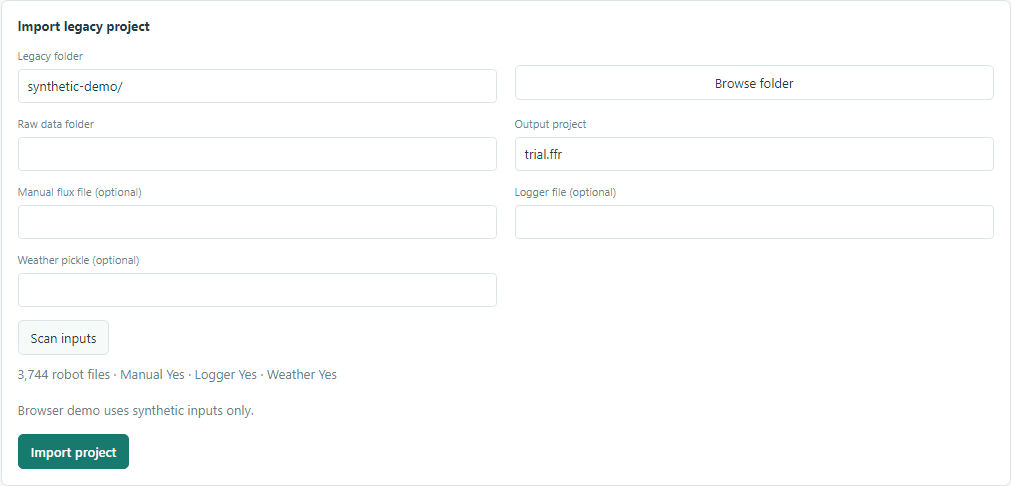 Import legacy project
Legacy folder
synthetic-demo/
Browse folder
Raw data folder
Output project
trial.ffr
Manual flux file (optional)
Logger file (optional)
Weather pickle (optional)
Scan inputs
3,744 robot files · Manual Yes · Logger Yes · Weather Yes
Browser demo uses synthetic inputs only.
Import project